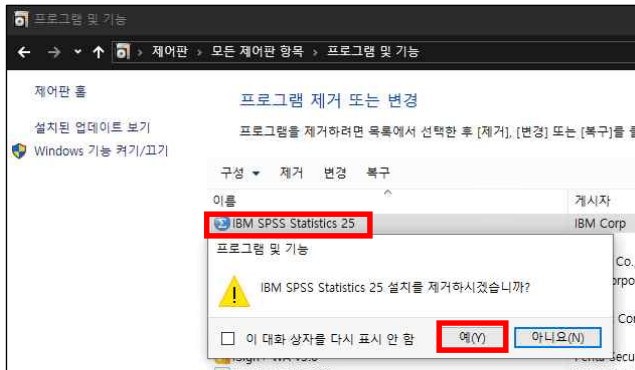 프로그램 및 기능
제어판 › 모든 제어판 항목 › 프로그램 및 기능
제어판 홈
설치된 업데이트 보기
Windows 기능 켜기/끄기
프로그램 제거 또는 변경
프로그램을 제거하려면 목록에서 선택한 후 [제거], [변경] 또는 [복구]를
구성 제거 변경 복구
이름 게시자
IBM SPSS Statistics 25 IBM Corp
프로그램 및 기능
IBM SPSS Statistics 25 설치를 제거하시겠습니까?
이 대화 상자를 다시 표시 안 함
예(Y) 아니요(N)
Co.
Cor